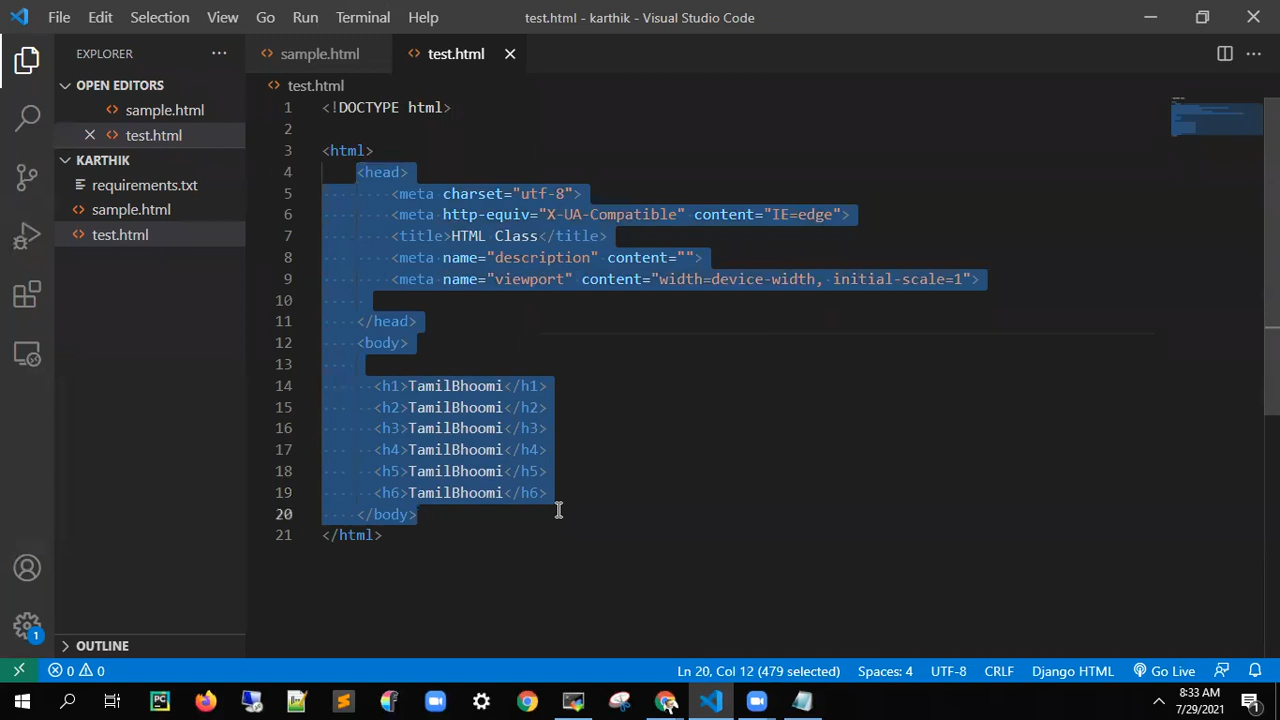 File Edit Selection View Go Run Terminal Help test.html - karthik - Visual Studio Code
EXPLORER ··· sample.html test.html
OPEN EDITORS
sample.html
test.html
KARTHIK
requirements.txt
sample.html
test.html
OUTLINE
1
test.html
1 <!DOCTYPE html>
2
3 <html>
4 <head>
5 <meta charset="utf-8">
6 <meta http-equiv="X-UA-Compatible" content="IE=edge">
7 <title>HTML Class</title>
8 <meta name="description" content="">
9 <meta name="viewport" content="width=device-width, initial-scale=1">
10
11 </head>
12 <body>
13
14 <h1>TamilBhoomi</h1>
15 <h2>TamilBhoomi</h2>
16 <h3>TamilBhoomi</h3>
17 <h4>TamilBhoomi</h4>
18 <h5>TamilBhoomi</h5>
19 <h6>TamilBhoomi</h6>
20 </body>
21 </html>
0 0 Ln 20, Col 12 (479 selected) Spaces: 4 UTF-8 CRLF Django HTML Go Live
PC 8:33 AM
7/29/2021 1